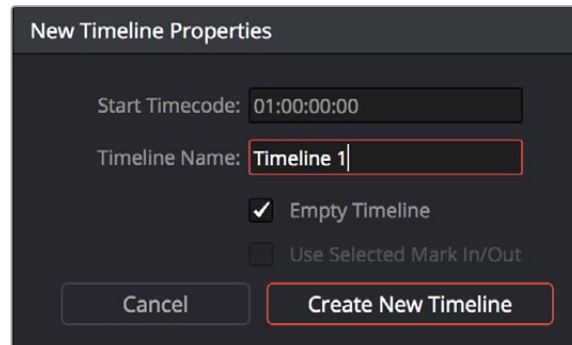 New Timeline Properties
Start Timecode: 01:00:00:00
Timeline Name: Timeline 1
Empty Timeline
Use Selected Mark In/Out
Cancel Create New Timeline